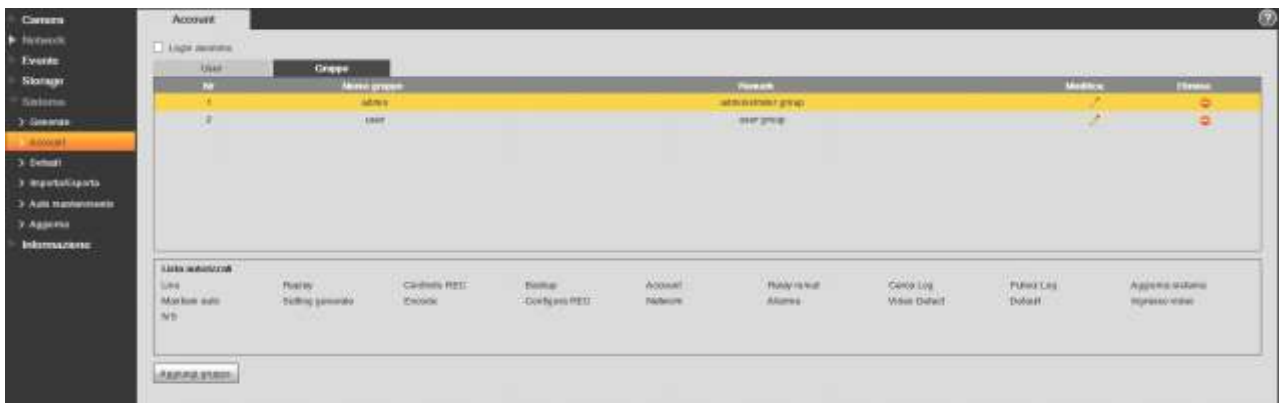 Camera
Network
Evento
Storage
Sistema
Generale
Account
Default
Importa/Esporta
Auto mantenimento
Aggiorna
Informazione
Account
Login anonimo
User
Gruppo
Nr Nome gruppo Remark Modifica Elimina
1 admin administrator group
2 user user group
Lista autorizzati
Live Replay Controllo REC Backup Account Relay remot Cerca Log Pulisci Log Aggiorna sistema
Maintain auto Setting generale Encode Configura REC Network Allarme Video Detect Default Ingresso video
IVS
Aggiungi gruppo